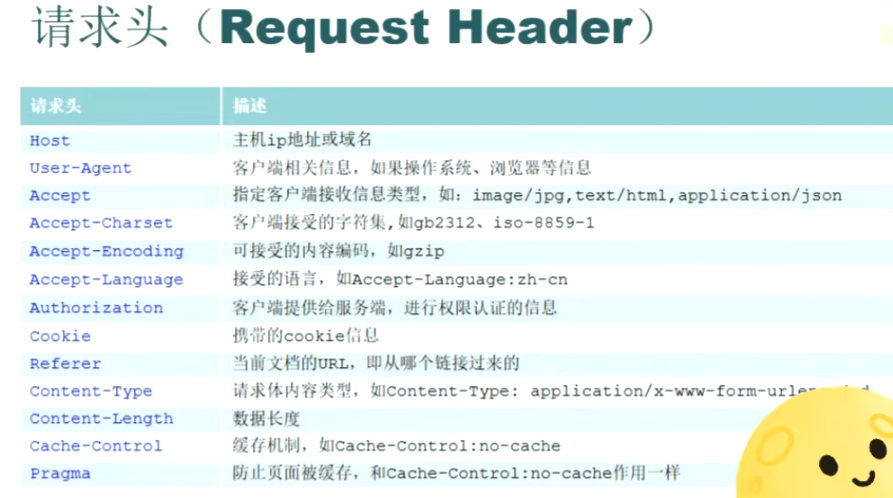 请求头（Request Header）
请求头 描述
Host 主机ip地址或域名
User-Agent 客户端相关信息，如果操作系统、浏览器等信息
Accept 指定客户端接收信息类型，如：image/jpg,text/html,application/json
Accept-Charset 客户端接受的字符集,如gb2312、iso-8859-1
Accept-Encoding 可接受的内容编码，如gzip
Accept-Language 接受的语言，如Accept-Language:zh-cn
Authorization 客户端提供给服务端，进行权限认证的信息
Cookie 携带的cookie信息
Referer 当前文档的URL，即从哪个链接过来的
Content-Type 请求体内容类型，如Content-Type: 
Content-Length 数据长度
Cache-Control 缓存机制，如Cache-Control:no-cache
Pragma 防止页面被缓存，和Cache-Control:no-cache作用一样